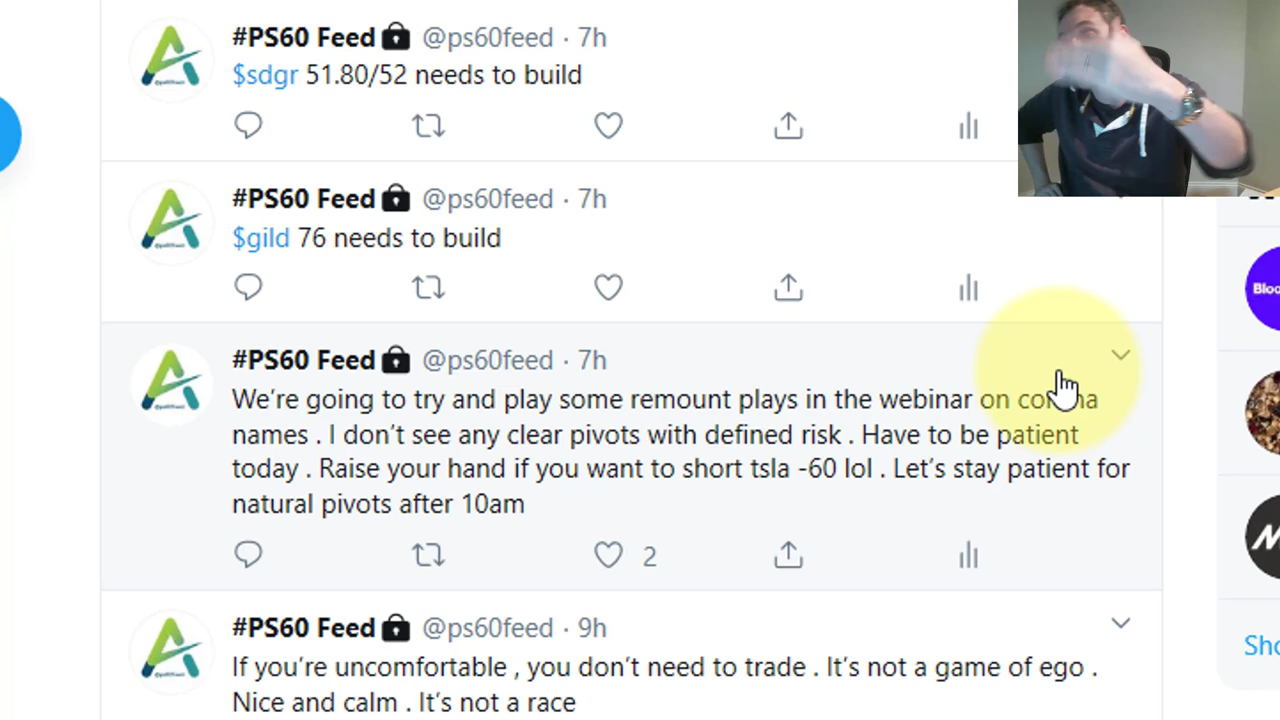 #PS60 Feed @ps60feed · 7h
$sdgr 51.80/52 needs to build
#PS60 Feed @ps60feed · 7h
$gild 76 needs to build
#PS60 Feed @ps60feed · 7h
We're going to try and play some remount plays in the webinar on
names . I don't see any clear pivots with defined risk . Have to be patient
today . Raise your hand if you want to short tsla -60 lol . Let's stay patient for
natural pivots after 10am
2
#PS60 Feed @ps60feed · 9h
If you're uncomfortable , you don't need to trade . It's not a game of ego .
Nice and calm . It's not a race
Bloo
Sho